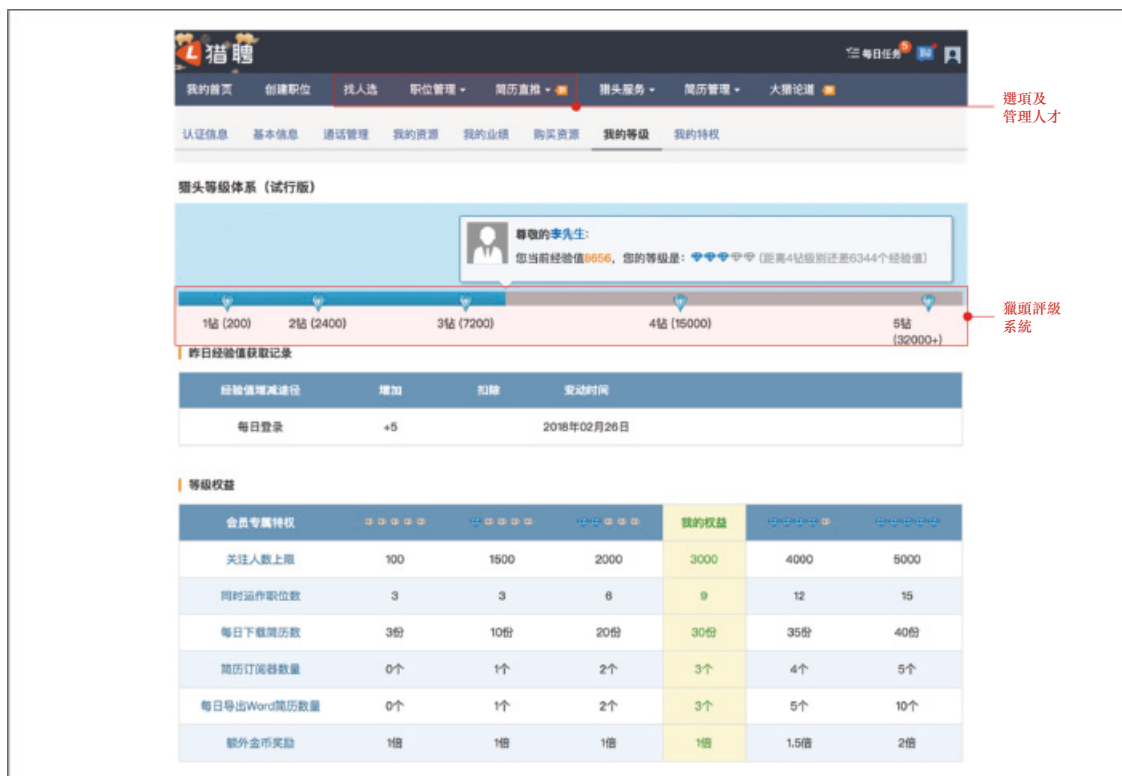 猎聘
每日任务 5
我的首页 创建职位 找人选 职位管理 简历直推 猎头服务 简历管理 大猎论道
選項及
管理人才
认证信息 基本信息 通话管理 我的资源 我的业绩 购买资源 我的等级 我的特权
猎头等级体系（试行版）
尊敬的李先生：
您当前经验值8656，您的等级是： (距离4钻级别还差6344个经验值)
1钻 (200) 2钻 (2400) 3钻 (7200) 4钻 (15000) 5钻
(32000+)
獵頭評級
系統
昨日经验值获取记录
经验值增减途径 增加 扣除 变动时间
每日登录 +5 2018年02月26日
等级权益
会员专属特权 我的权益
关注人数上限 100 1500 2000 3000 4000 5000
同时运作职位数 3 3 6 9 12 15
每日下载简历数 3份 10份 20份 30份 35份 40份
简历订阅器数量 0个 1个 2个 3个 4个 5个
每日导出Word简历数量 0个 1个 2个 3个 5个 10个
额外金币奖励 1倍 1倍 1倍 1倍 1.5倍 2倍